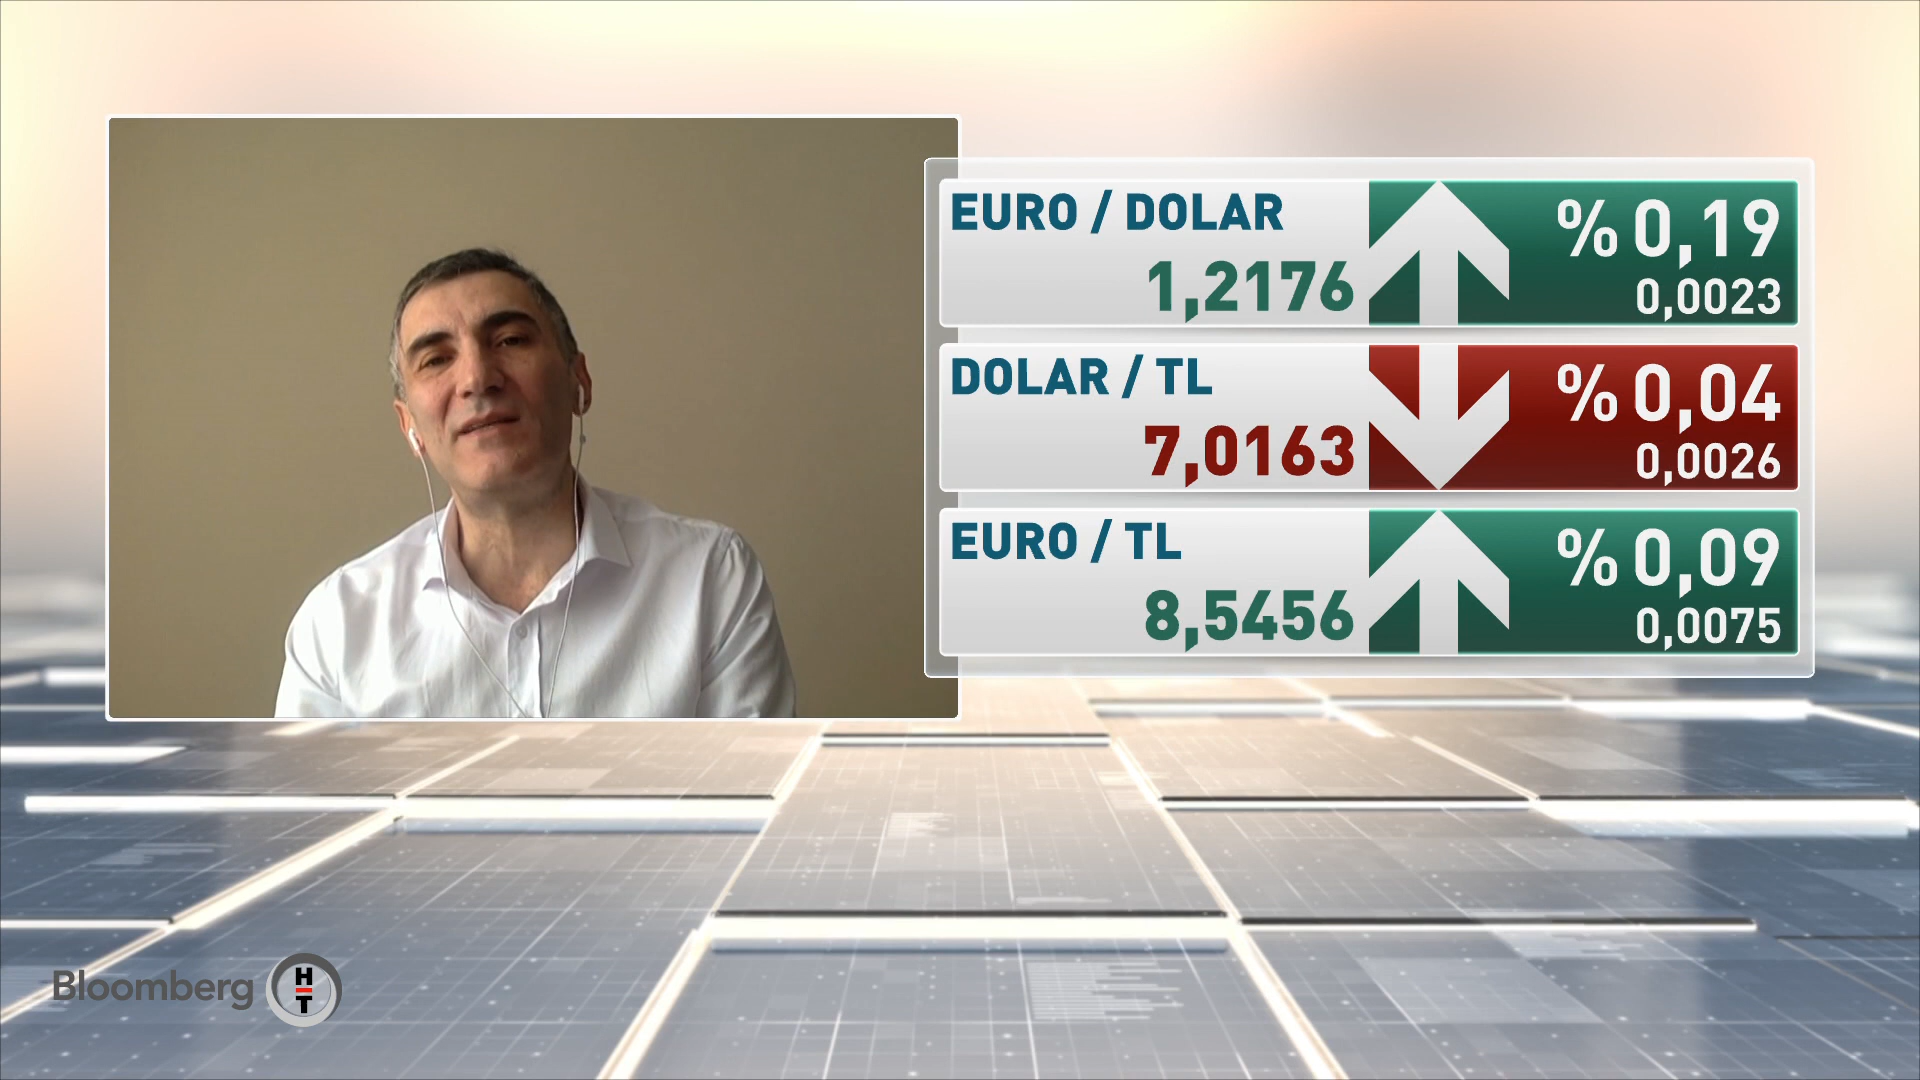 EURO / DOLAR
1,2176
% 0,19
0,0023
DOLAR / TL
7,0163
% 0,04
0,0026
EURO / TL
8,5456
% 0,09
0,0075
Bloomberg HT